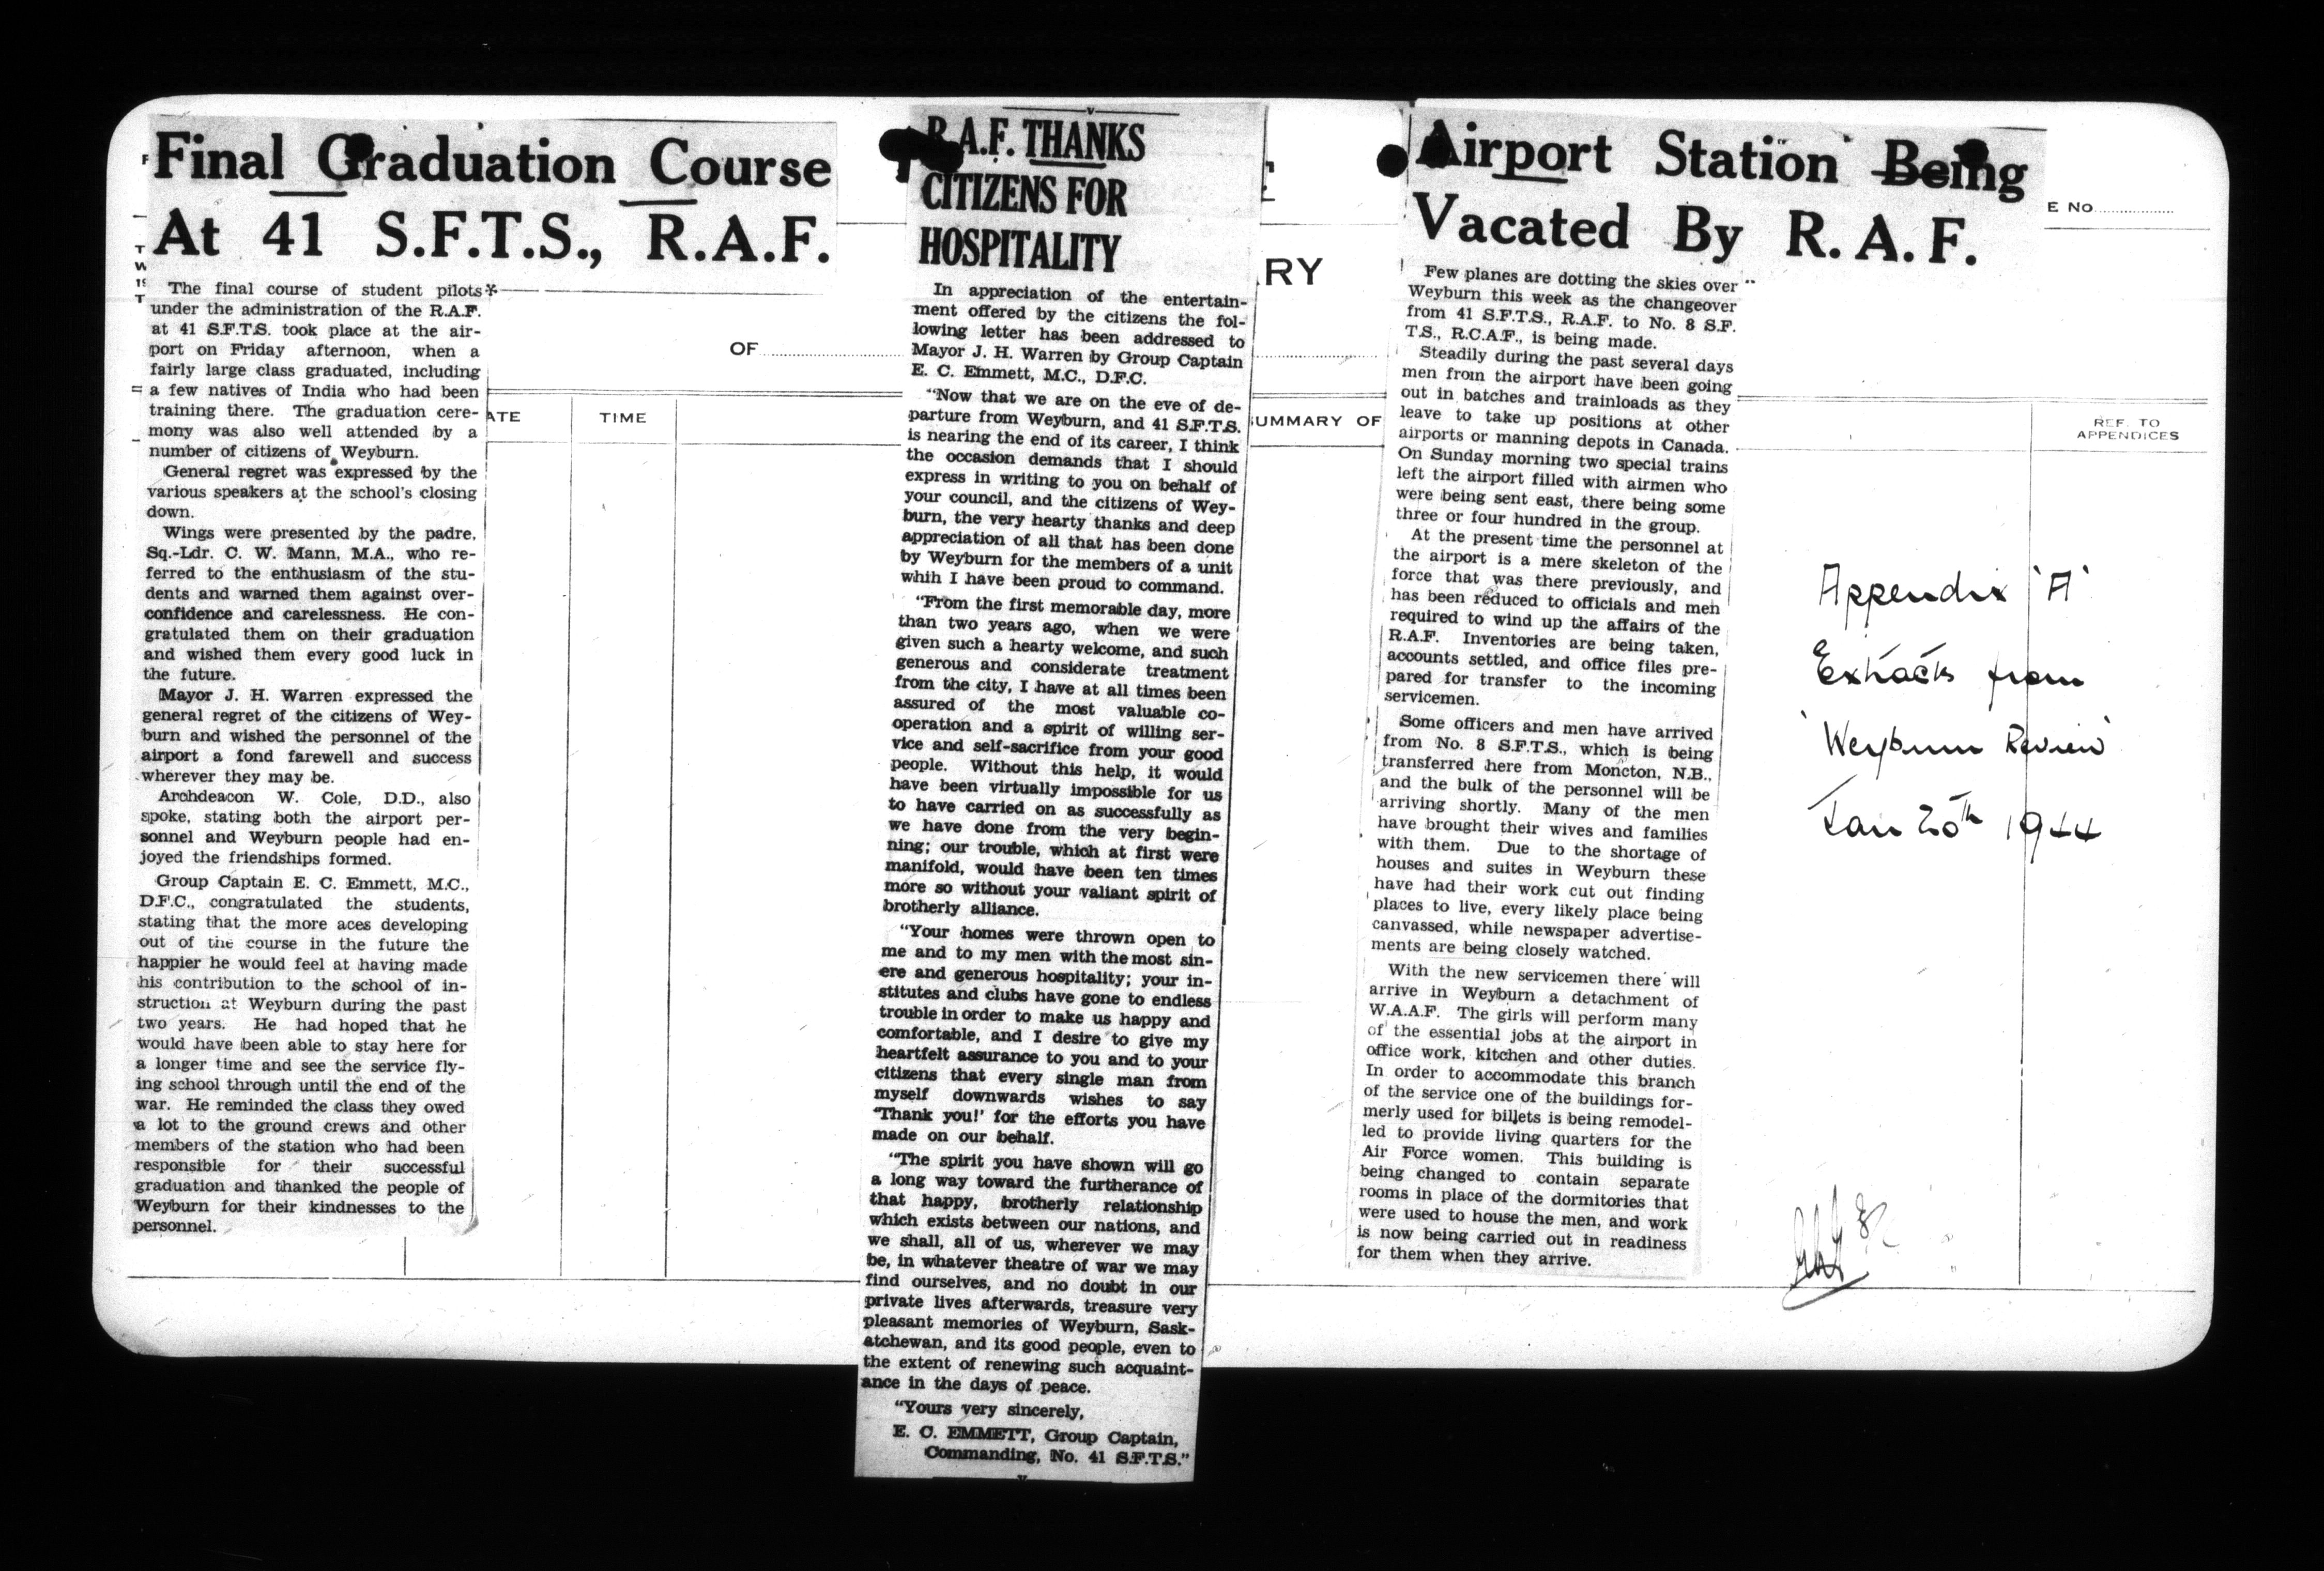 Final Graduation Course
At 41 S.F.T.S., R.A.F.
The final course of student pilots
under the administration of the R.A.F.
at 41 S.F.T.S. took place at the air-
port on Friday afternoon, when a
fairly large class graduated, including
a few natives of India who had been
training there. The graduation cere-
mony was also well attended by a
number of citizens of Weyburn.
General regret was expressed by the
various speakers at the school's closing
down.
Wings were presented by the padre,
Sq.-Ldr. C. W. Mann, M.A., who re-
ferred to the enthusiasm of the stu-
dents and warned them against over-
confidence and carelessness. He con-
gratulated them on their graduation
and wished them every good luck in
the future.
Mayor J. H. Warren expressed the
general regret of the citizens of Wey-
burn and wished the personnel of the
airport a fond farewell and success
wherever they may be.
Archdeacon W. Cole, D.D., also
spoke, stating both the airport per-
sonnel and Weyburn people had en-
joyed the friendships formed.
Group Captain E. C. Emmett, M.C.,
D.F.C., congratulated the students,
stating that the more aces developing
out of the course in the future the
happier he would feel at having made
his contribution to the school of in-
struction at Weyburn during the past
two years. He had hoped that he
would have been able to stay here for
a longer time and see the service fly-
ing school through until the end of the
war. He reminded the class they owed
a lot to the ground crews and other
members of the station who had been
responsible for their successful
graduation and thanked the people of
Weyburn for their kindnesses to the
personnel.
OF
ATE
TIME
R.A.F. THANKS
CITIZENS FOR
HOSPITALITY
In appreciation of the entertain-
ment offered by the citizens the fol-
lowing letter has been addressed to
Mayor J. H. Warren by Group Captain
E. C. Emmett, M.C., D.F.C.
"Now that we are on the eve of de-
parture from Weyburn, and 41 S.F.T.S.
is nearing the end of its career, I think
the occasion demands that I should
express in writing to you on behalf of
your council, and the citizens of Wey-
burn, the very hearty thanks and deep
appreciation of all that has been done
by Weyburn for the members of a unit
whih I have been proud to command.
"From the first memorable day, more
than two years ago, when we were
given such a hearty welcome, and such
generous and considerate treatment
from the city, I have at all times been
assured of the most valuable co-
operation and a spirit of willing ser-
vice and self-sacrifice from your good
people. Without this help, it would
have been virtually impossible for us
to have carried on as successfully as
we have done from the very begin-
ning; our trouble, which at first were
manifold, would have been ten times
more so without your valiant spirit of
brotherly alliance.
"Your homes were thrown open to
me and to my men with the most sin-
ere and generous hospitality; your in-
stitutes and clubs have gone to endless
trouble in order to make us happy and
comfortable, and I desire to give my
heartfelt assurance to you and to your
citizens that every single man from
myself downwards wishes to say
'Thank you!' for the efforts you have
made on our behalf.
"The spirit you have shown will go
a long way toward the furtherance of
that happy, brotherly relationship
which exists between our nations, and
we shall, all of us, wherever we may
be, in whatever theatre of war we may
find ourselves, and no doubt in our
private lives afterwards, treasure very
pleasant memories of Weyburn, Sask-
atchewan, and its good people, even to
the extent of renewing such acquaint-
ance in the days of peace.
"Yours very sincerely,
E. C. EMMETT, Group Captain,
Commanding, No. 41 S.F.T.S."
RY
SUMMARY OF
Airport Station Being
Vacated By R.A.F.
Few planes are dotting the skies over
Weyburn this week as the changeover
from 41 S.F.T.S., R.A.F. to No. 8 S.F.
T.S., R.C.A.F., is being made.
Steadily during the past several days
men from the airport have been going
out in batches and trainloads as they
leave to take up positions at other
airports or manning depots in Canada.
On Sunday morning two special trains
left the airport filled with airmen who
were being sent east, there being some
three or four hundred in the group.
At the present time the personnel at
the airport is a mere skeleton of the
force that was there previously, and
has been reduced to officials and men
required to wind up the affairs of the
R.A.F. Inventories are being taken,
accounts settled, and office files pre-
pared for transfer to the incoming
servicemen.
Some officers and men have arrived
from No. 8 S.F.T.S., which is being
transferred here from Moncton, N.B.,
and the bulk of the personnel will be
arriving shortly. Many of the men
have brought their wives and families
with them. Due to the shortage of
houses and suites in Weyburn these
have had their work cut out finding
places to live, every likely place being
canvassed, while newspaper advertise-
ments are being closely watched.
With the new servicemen there will
arrive in Weyburn a detachment of
W.A.A.F. The girls will perform many
of the essential jobs at the airport in
office work, kitchen and other duties.
In order to accommodate this branch
of the service one of the buildings for-
merly used for billets is being remodel-
led to provide living quarters for the
Air Force women. This building is
being changed to contain separate
rooms in place of the dormitories that
were used to house the men, and work
is now being carried out in readiness
for them when they arrive.
E No.
REF. TO
APPENDICES
Appendix 'A'
Extracts from
'Weyburn Review'
Jan 20th 1944